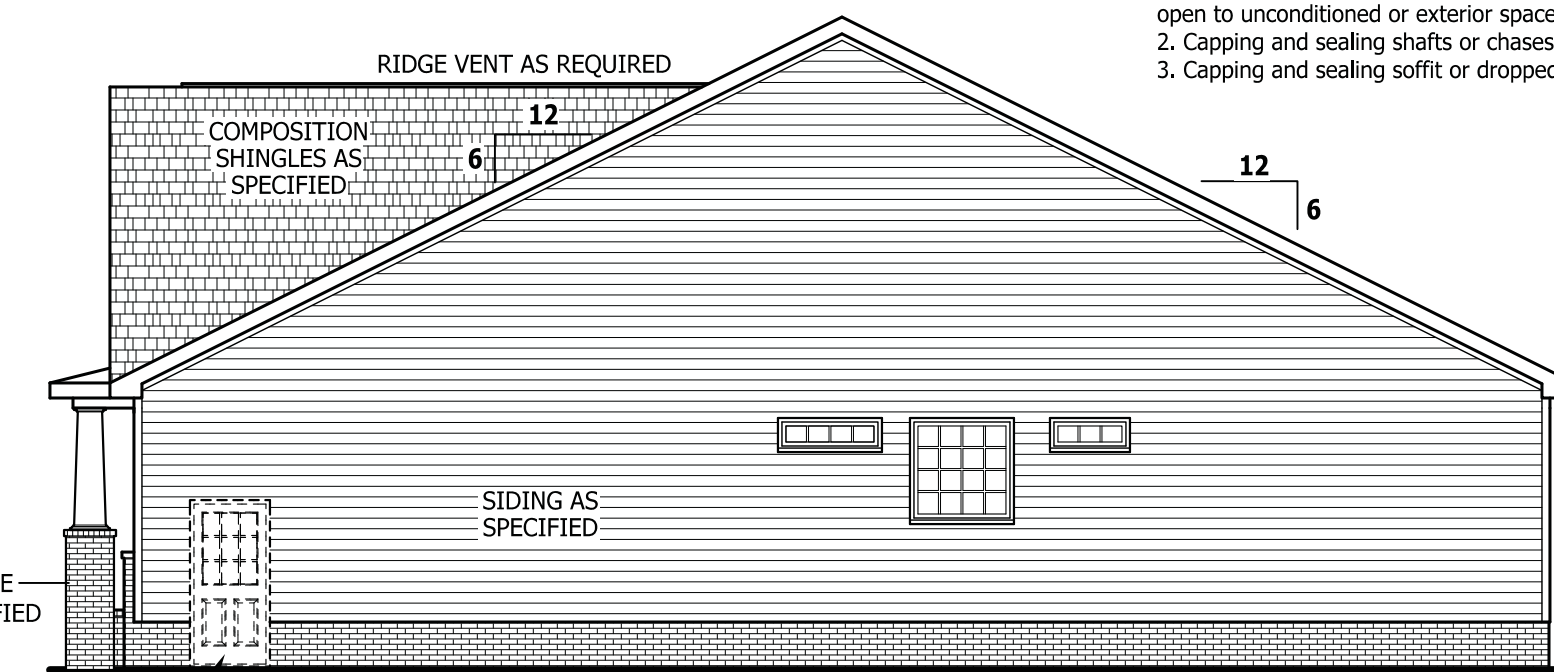 open to unconditioned or exterior space
2. Capping and sealing shafts or chases
3. Capping and sealing soffit or dropped
RIDGE VENT AS REQUIRED
COMPOSITION
SHINGLES AS
SPECIFIED
12
6
12
6
SIDING AS
SPECIFIED
E
FIED